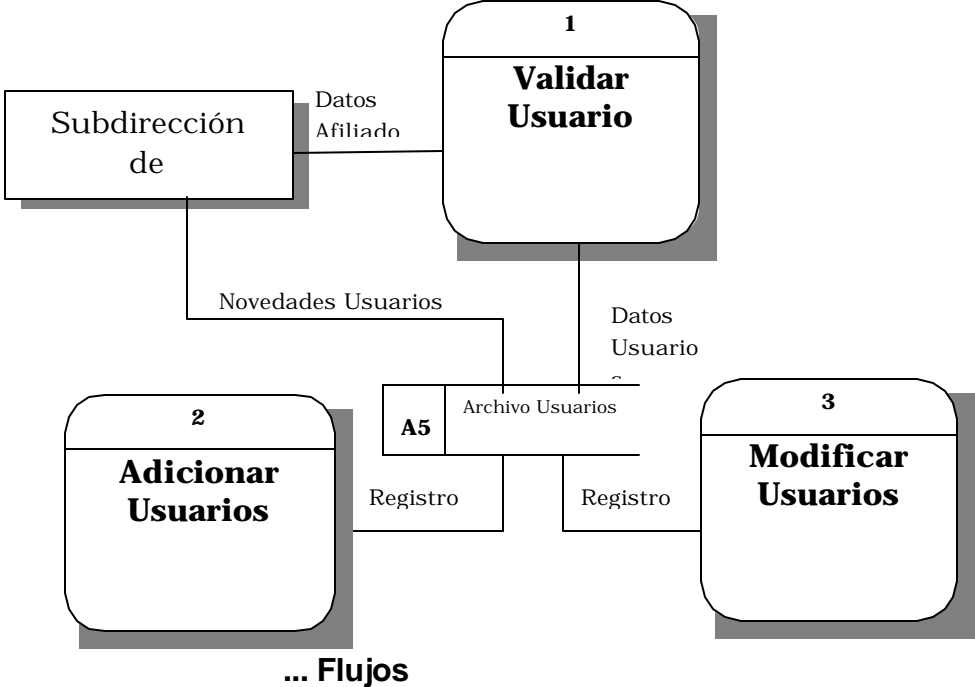 1
Validar
Usuario
Datos
Afiliado
Subdirección
de
Novedades Usuarios
Datos
Usuario
s
A5
Archivo Usuarios
2
Adicionar
Usuarios
Registro
Registro
3
Modificar
Usuarios
... Flujos